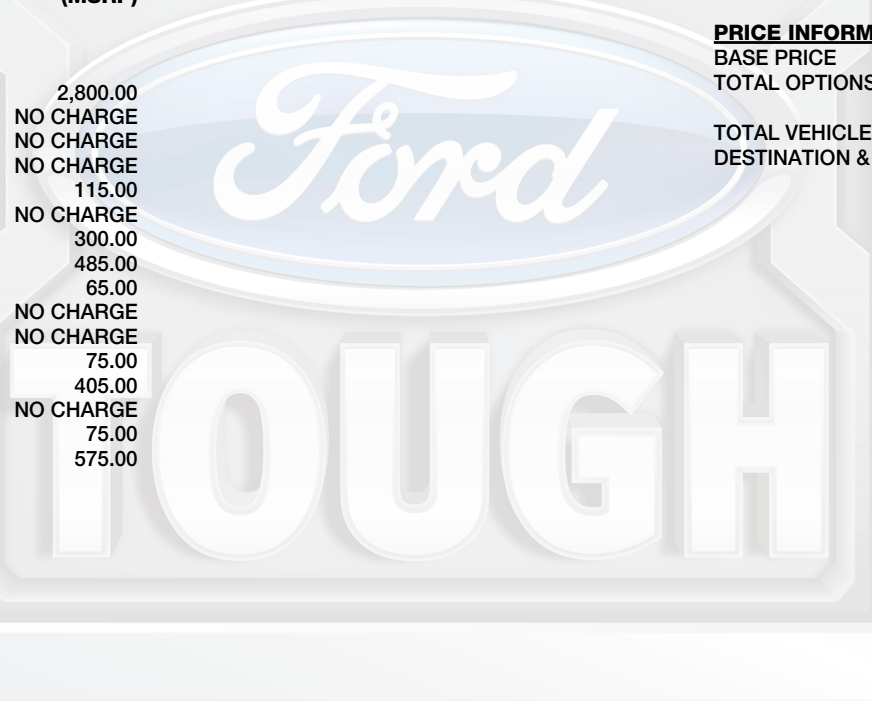 (MSRP)
2,800.00
NO CHARGE
NO CHARGE
NO CHARGE
115.00
NO CHARGE
300.00
485.00
65.00
NO CHARGE
NO CHARGE
75.00
405.00
NO CHARGE
75.00
575.00
PRICE INFORM
BASE PRICE
TOTAL OPTIONS
TOTAL VEHICLE
DESTINATION &
Ford
TOUGH